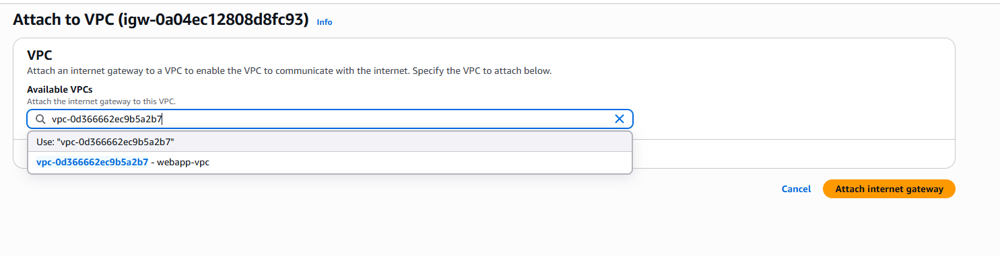 Attach to VPC (igw-0a04ec12808d8fc93) Info
VPC
Attach an internet gateway to a VPC to enable the VPC to communicate with the internet. Specify the VPC to attach below.
Available VPCs
Attach the internet gateway to this VPC.
vpc-0d366662ec9b5a2b7
Use: "vpc-0d366662ec9b5a2b7"
vpc-0d366662ec9b5a2b7 - webapp-vpc
Cancel Attach internet gateway